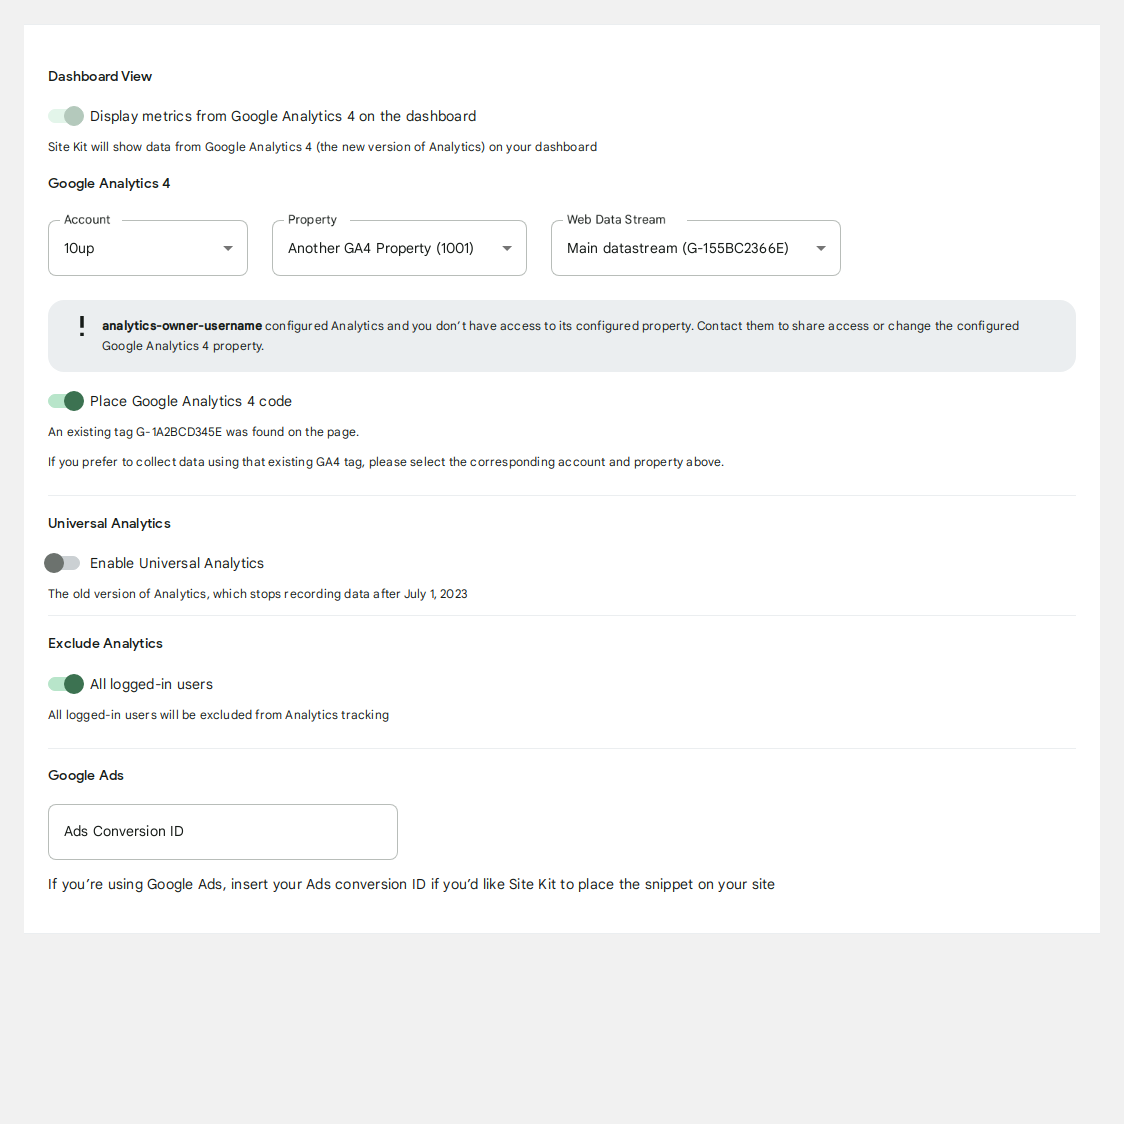 Dashboard View
Display metrics from Google Analytics 4 on the dashboard
Site Kit will show data from Google Analytics 4 (the new version of Analytics) on your dashboard
Google Analytics 4
Account
Property
Web Data Stream
10up
Another GA4 Property (1001)
Main datastream (G-155BC2366E)
! analytics-owner-username configured Analytics and you don’t have access to its configured property. Contact them to share access or change the configured
Google Analytics 4 property.
Place Google Analytics 4 code
An existing tag G-1A2BCD345E was found on the page.
If you prefer to collect data using that existing GA4 tag, please select the corresponding account and property above.
Universal Analytics
Enable Universal Analytics
The old version of Analytics, which stops recording data after July 1, 2023
Exclude Analytics
All logged-in users
All logged-in users will be excluded from Analytics tracking
Google Ads
Ads Conversion ID
If you’re using Google Ads, insert your Ads conversion ID if you’d like Site Kit to place the snippet on your site